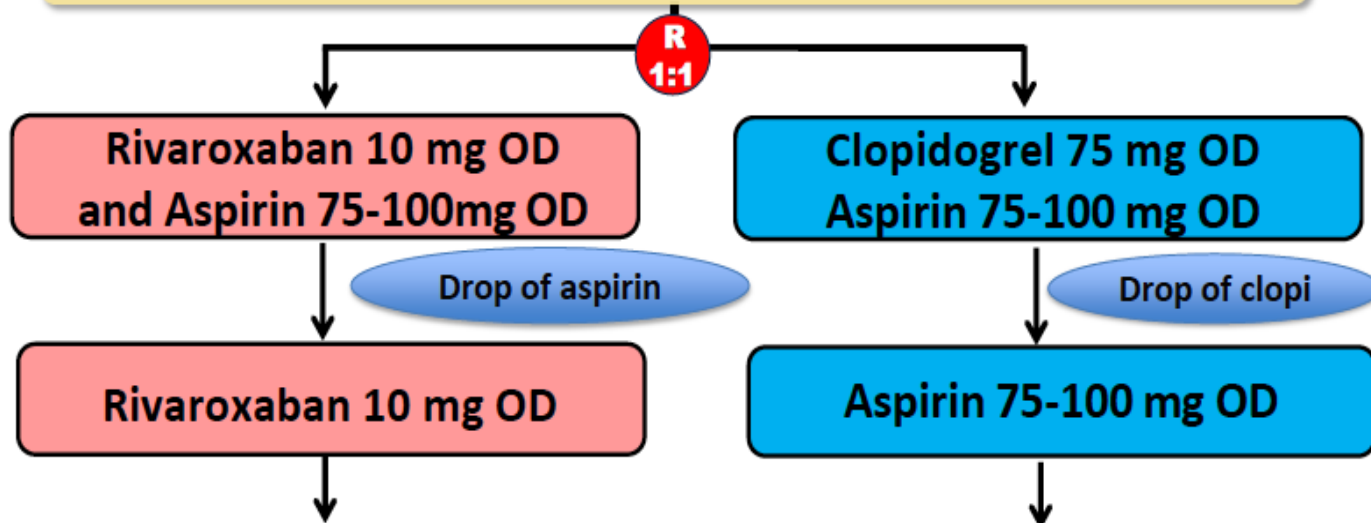 R
1:1
Rivaroxaban 10 mg OD
and Aspirin 75-100mg OD
Clopidogrel 75 mg OD
Aspirin 75-100 mg OD
Drop of aspirin
Drop of clopi
Rivaroxaban 10 mg OD
Aspirin 75-100 mg OD